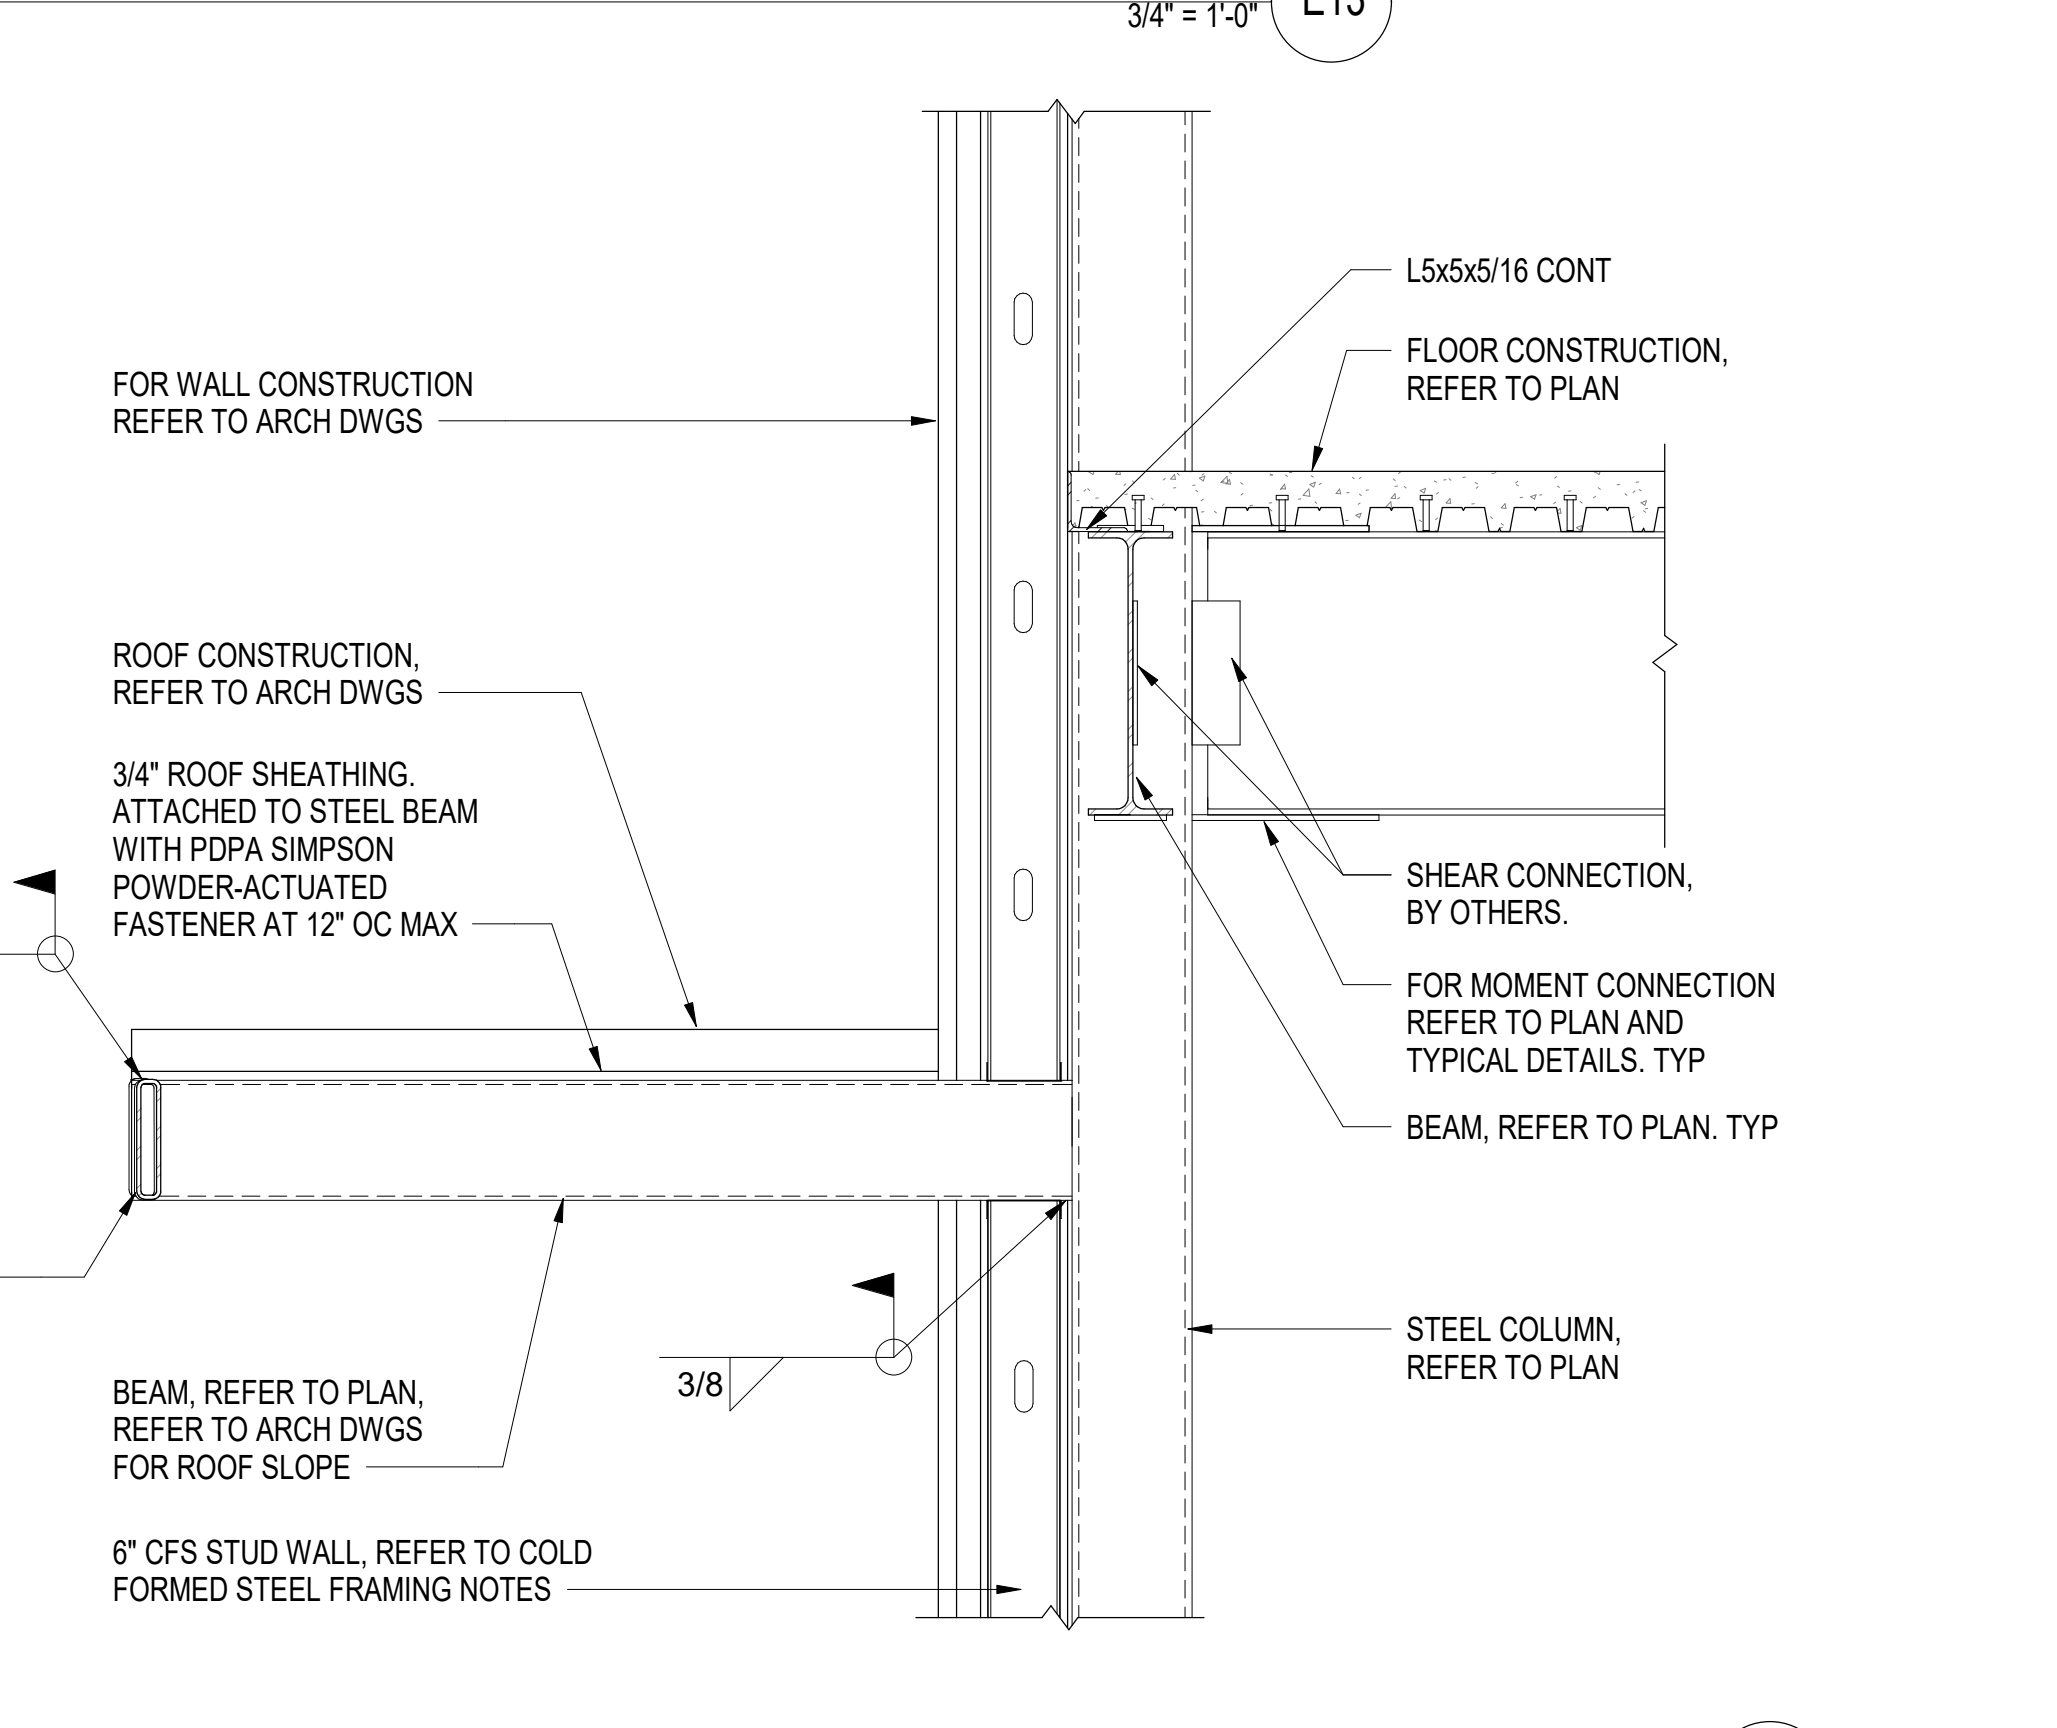 3/4" = 1'-0"
E15
L5x5x5/16 CONT
FLOOR CONSTRUCTION,
REFER TO PLAN
FOR WALL CONSTRUCTION
REFER TO ARCH DWGS
ROOF CONSTRUCTION,
REFER TO ARCH DWGS
3/4" ROOF SHEATHING.
ATTACHED TO STEEL BEAM
WITH PDPA SIMPSON
POWDER-ACTUATED
FASTENER AT 12" OC MAX
SHEAR CONNECTION,
BY OTHERS.
FOR MOMENT CONNECTION
REFER TO PLAN AND
TYPICAL DETAILS. TYP
BEAM, REFER TO PLAN. TYP
STEEL COLUMN,
REFER TO PLAN
3/8
BEAM, REFER TO PLAN,
REFER TO ARCH DWGS
FOR ROOF SLOPE
6" CFS STUD WALL, REFER TO COLD
FORMED STEEL FRAMING NOTES